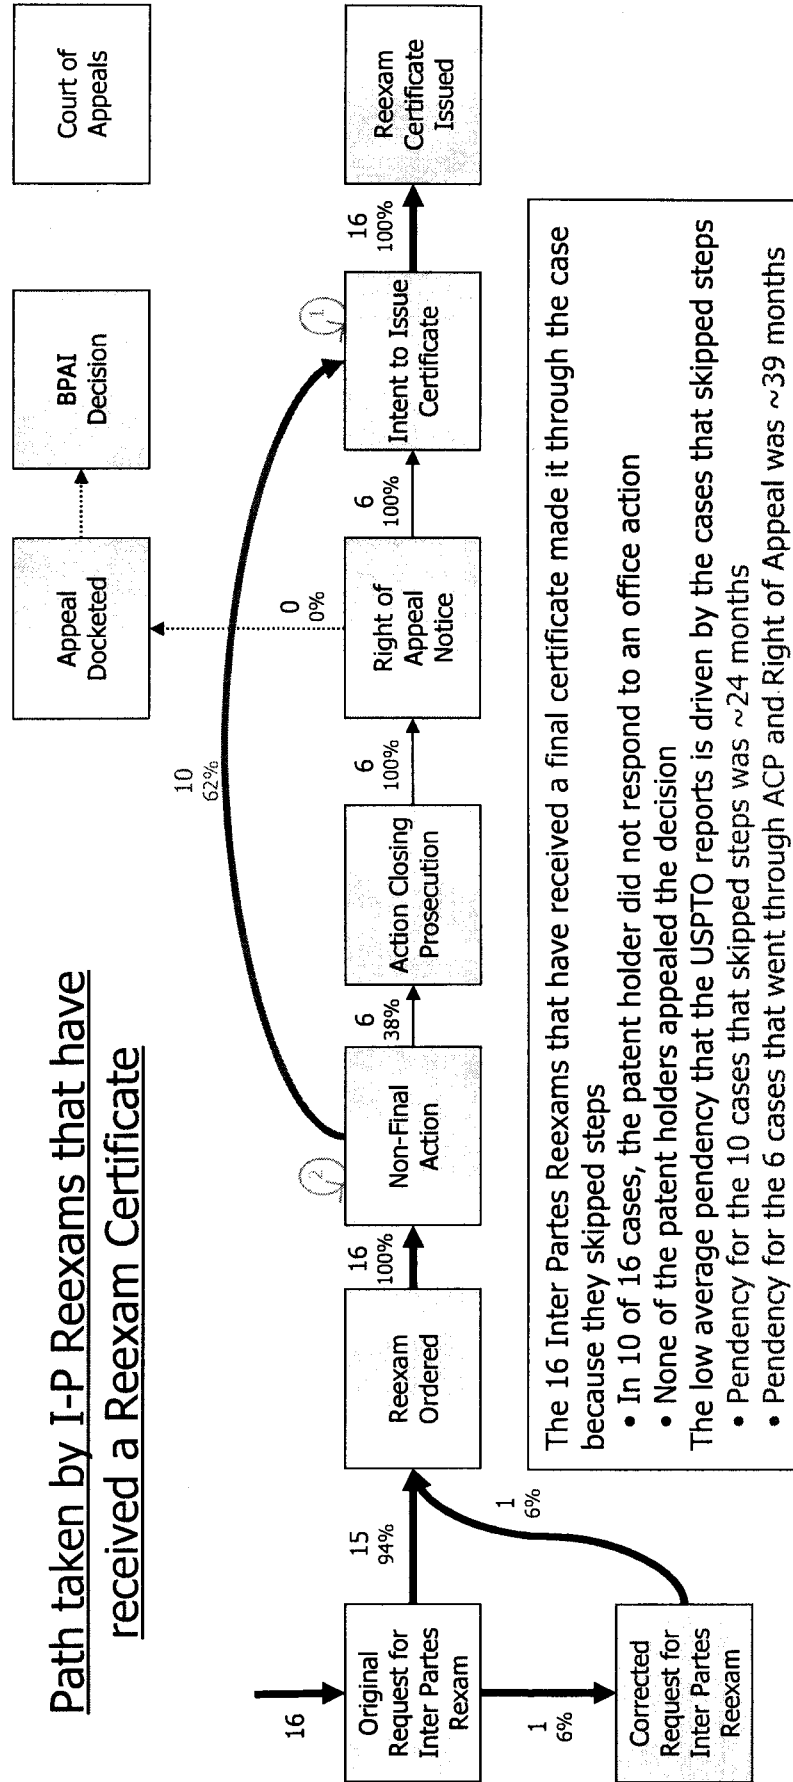 Path taken by I-P Reexams that have
received a Reexam Certificate
16
Original
Request for
Inter Partes
Rexam
15
94%
1
6%
Corrected
Request for
Inter Partes
Reexam
1
6%
Reexam
Ordered
16
100%
2
Non-Final
Action
10
62%
6
38%
Action Closing
Prosecution
6
100%
Right of
Appeal
Notice
0
0%
Appeal
Docketed
BPAI
Decision
Court of
Appeals
6
100%
1
Intent to Issue
Certificate
16
100%
Reexam
Certificate
Issued
The 16 Inter Partes Reexams that have received a final certificate made it through the case
because they skipped steps
• In 10 of 16 cases, the patent holder did not respond to an office action
• None of the patent holders appealed the decision
The low average pendency that the USPTO reports is driven by the cases that skipped steps
• Pendency for the 10 cases that skipped steps was ~24 months
• Pendency for the 6 cases that went through ACP and Right of Appeal was ~39 months